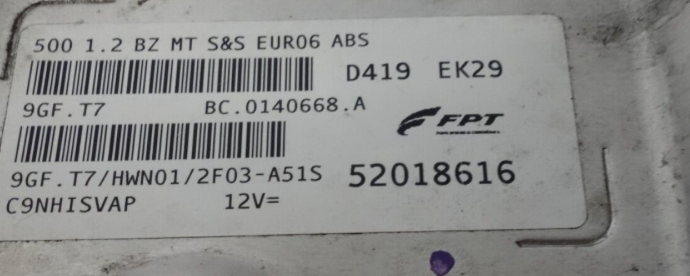 500 1.2 BZ MT S&S EURO6 ABS
D419 EK29
9GF.T7 BC.0140668.A
FPT
9GF.T7/HWN01/2F03-A51S 52018616
C9NHISVAP 12V=